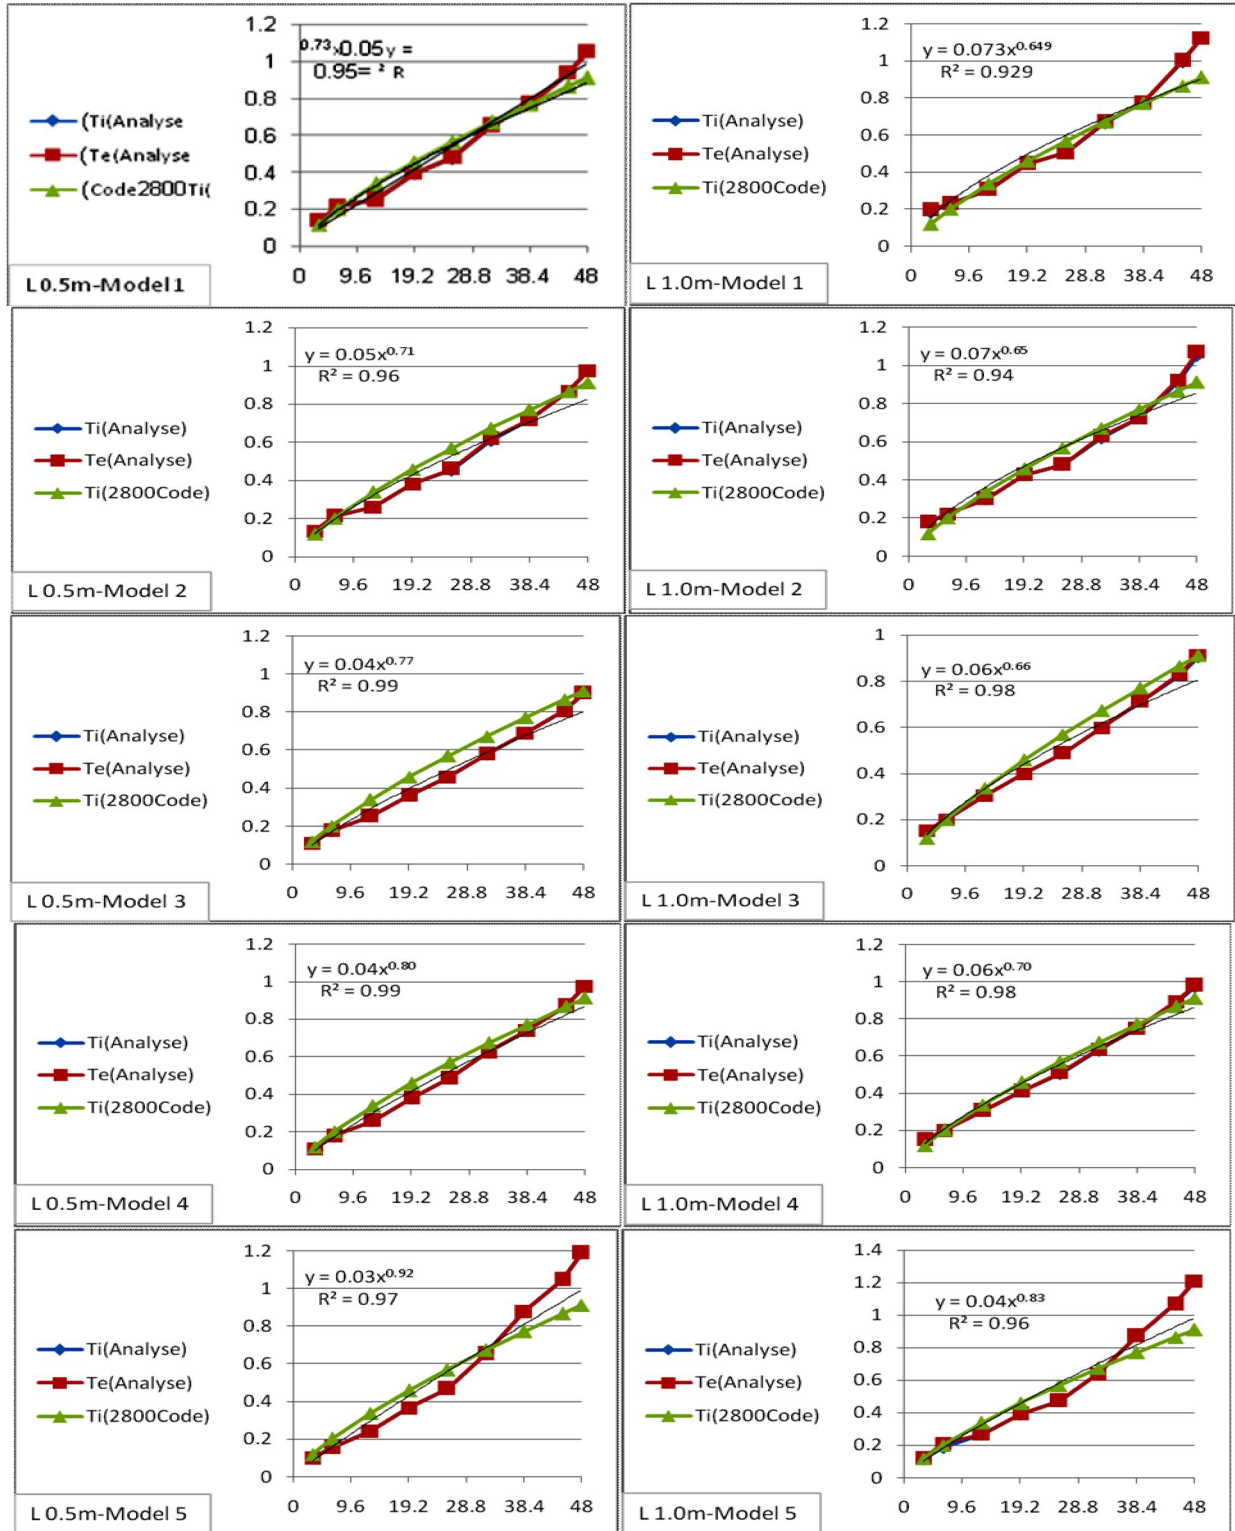 1.2
1
0.8
0.6
0.4
0.2
0
0 9.6 19.2 28.8 38.4 48
0.73x0.05y =
0.95= ² R
(Ti(Analyse
(Te(Analyse
(Code2800Ti(
L 0.5m-Model 1
1.2
1
0.8
0.6
0.4
0.2
0
0 9.6 19.2 28.8 38.4 48
y = 0.073x^0.649
R² = 0.929
Ti(Analyse)
Te(Analyse)
Ti(2800Code)
L 1.0m-Model 1
1.2
1
0.8
0.6
0.4
0.2
0
0 9.6 19.2 28.8 38.4 48
y = 0.05x^0.71
R² = 0.96
Ti(Analyse)
Te(Analyse)
Ti(2800Code)
L 0.5m-Model 2
1.2
1
0.8
0.6
0.4
0.2
0
0 9.6 19.2 28.8 38.4 48
y = 0.07x^0.65
R² = 0.94
Ti(Analyse)
Te(Analyse)
Ti(2800Code)
L 1.0m-Model 2
1.2
1
0.8
0.6
0.4
0.2
0
0 9.6 19.2 28.8 38.4 48
y = 0.04x^0.77
R² = 0.99
Ti(Analyse)
Te(Analyse)
Ti(2800Code)
L 0.5m-Model 3
1
0.8
0.6
0.4
0.2
0
0 9.6 19.2 28.8 38.4 48
y = 0.06x^0.66
R² = 0.98
Ti(Analyse)
Te(Analyse)
Ti(2800Code)
L 1.0m-Model 3
1.2
1
0.8
0.6
0.4
0.2
0
0 9.6 19.2 28.8 38.4 48
y = 0.04x^0.80
R² = 0.99
Ti(Analyse)
Te(Analyse)
Ti(2800Code)
L 0.5m-Model 4
1.2
1
0.8
0.6
0.4
0.2
0
0 9.6 19.2 28.8 38.4 48
y = 0.06x^0.70
R² = 0.98
Ti(Analyse)
Te(Analyse)
Ti(2800Code)
L 1.0m-Model 4
1.2
1
0.8
0.6
0.4
0.2
0
0 9.6 19.2 28.8 38.4 48
y = 0.03x^0.92
R² = 0.97
Ti(Analyse)
Te(Analyse)
Ti(2800Code)
L 0.5m-Model 5
1.4
1.2
1
0.8
0.6
0.4
0.2
0
0 9.6 19.2 28.8 38.4 48
y = 0.04x^0.83
R² = 0.96
Ti(Analyse)
Te(Analyse)
Ti(2800Code)
L 1.0m-Model 5